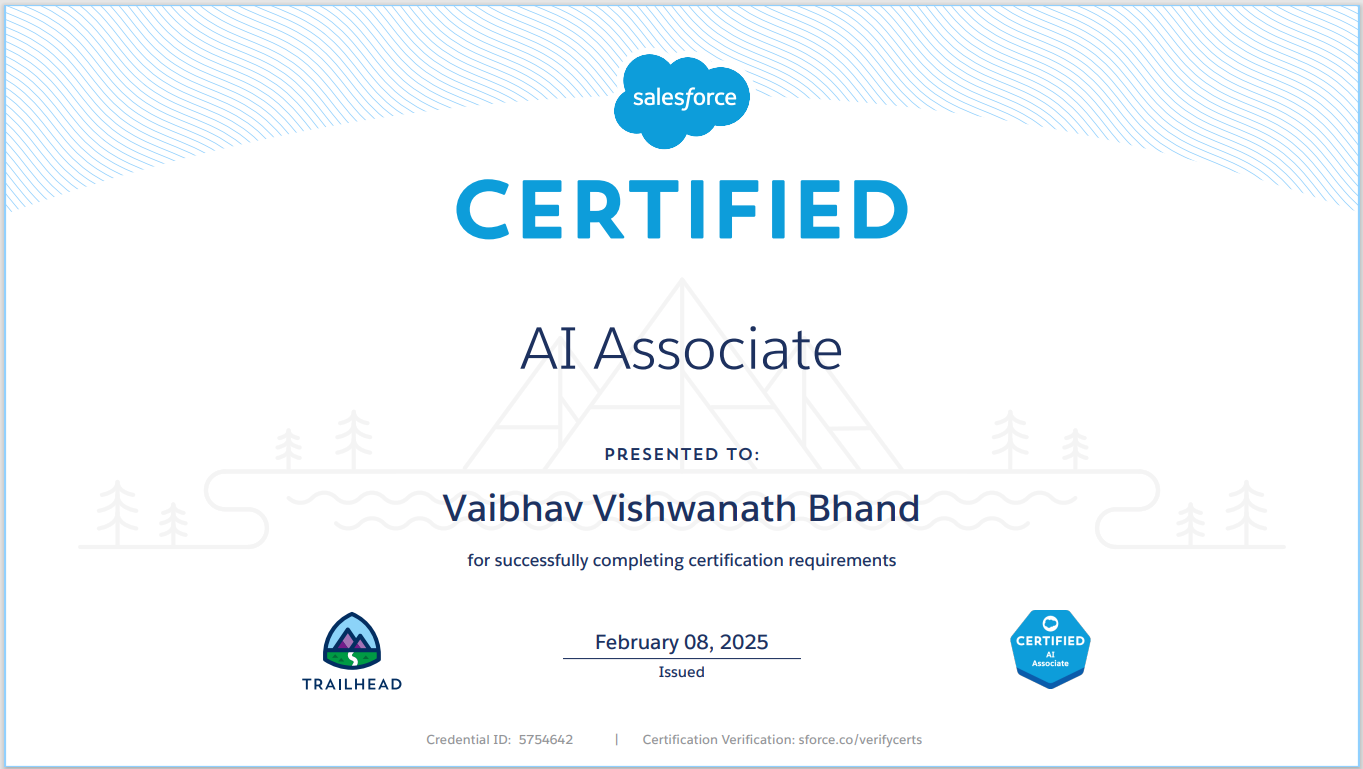 salesforce
CERTIFIED
AI Associate
PRESENTED TO:
Vaibhav Vishwanath Bhand
for successfully completing certification requirements
February 08, 2025
Issued
TRAILHEAD
CERTIFIED
AI
Associate
Credential ID: 5754642 | Certification Verification: sforce.co/verifycerts